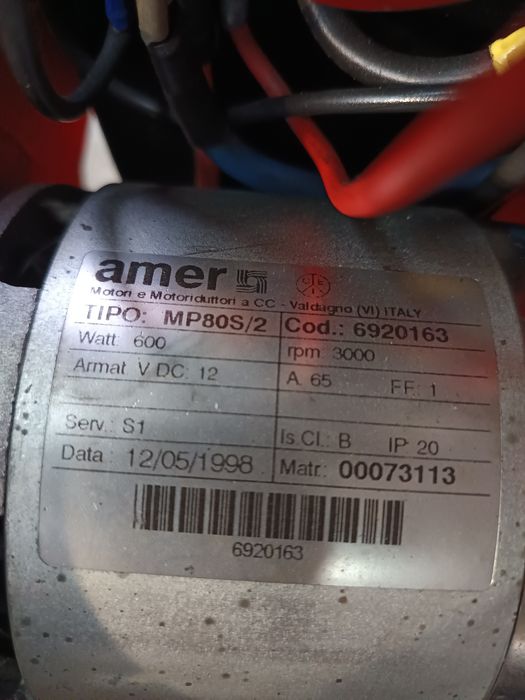 amer
Motori e Motoriduttori a CC - Valdagno (VI) ITALY
TIPO: MP80S/2 Cod.: 6920163
Watt: 600 rpm: 3000
Armat. V DC: 12 A. 65 FF: 1
Serv.: S1 Is.Cl.: B IP 20
Data: 12/05/1998 Matr.: 00073113
6920163